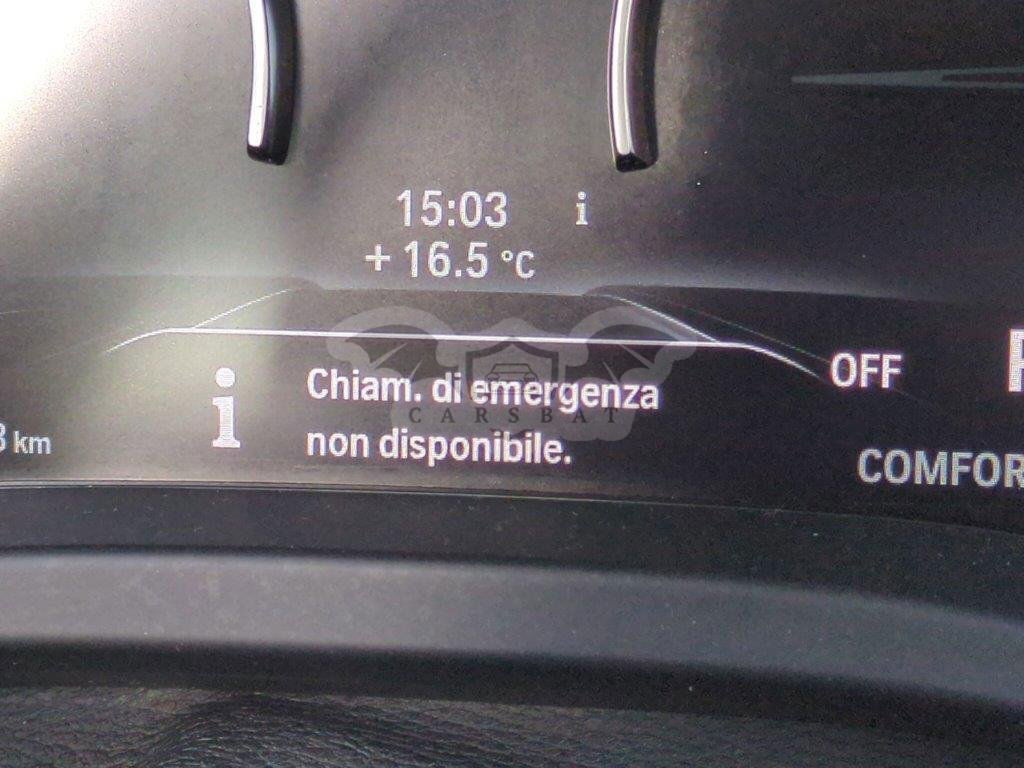 15:03 i
+ 16.5 °C
OFF
i Chiam. di emergenza
CARSBAT
km
non disponibile.